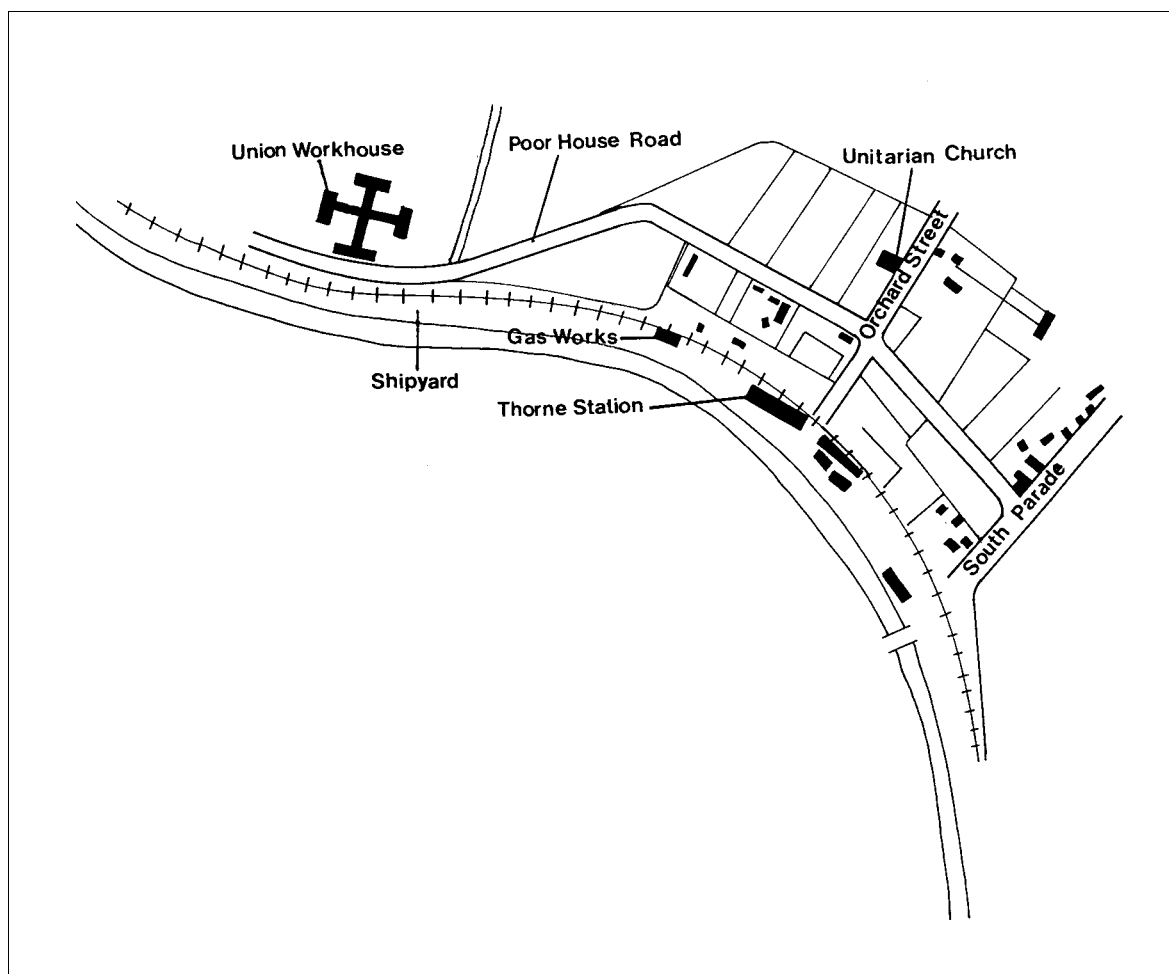 Union Workhouse
Poor House Road
Unitarian Church
Orchard Street
Gas Works
Shipyard
Thorne Station
South Parade